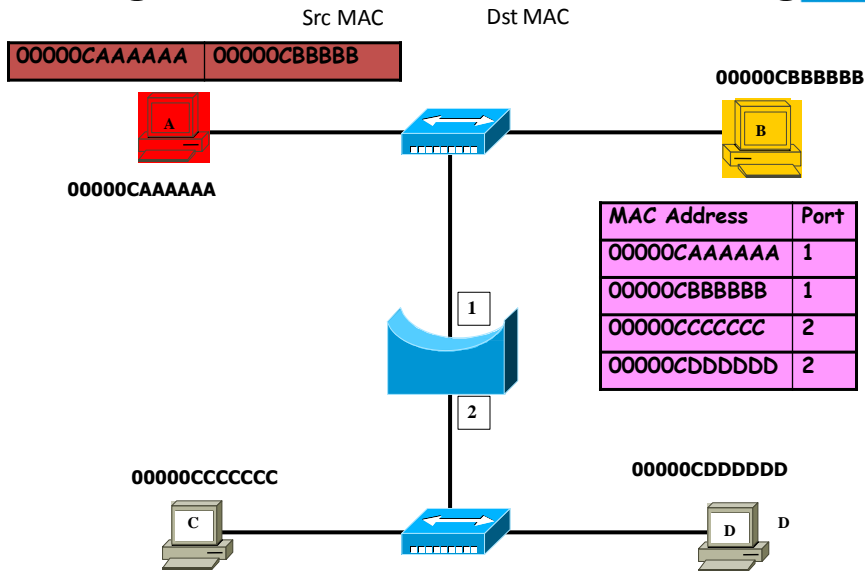 Src MAC Dst MAC
00000CAAAAAA 00000CBBBBB
00000CBBBBBB
A
B
00000CAAAAAA
MAC Address Port
00000CAAAAAA 1
00000CBBBBBB 1
00000CCCCCCC 2
00000CDDDDDD 2
1
2
00000CCCCCCC
00000CDDDDDD
C
D
D